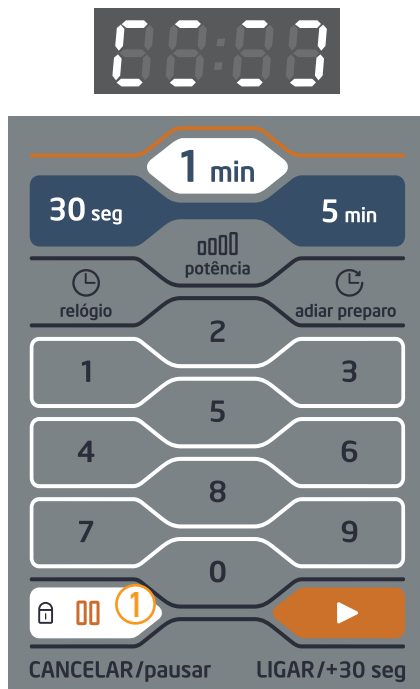 1 min
30 seg
5 min
potência
relógio
adiar preparo
2
1
3
5
4
6
8
7
9
0
1
CANCELAR/pausar
LIGAR/+30 seg